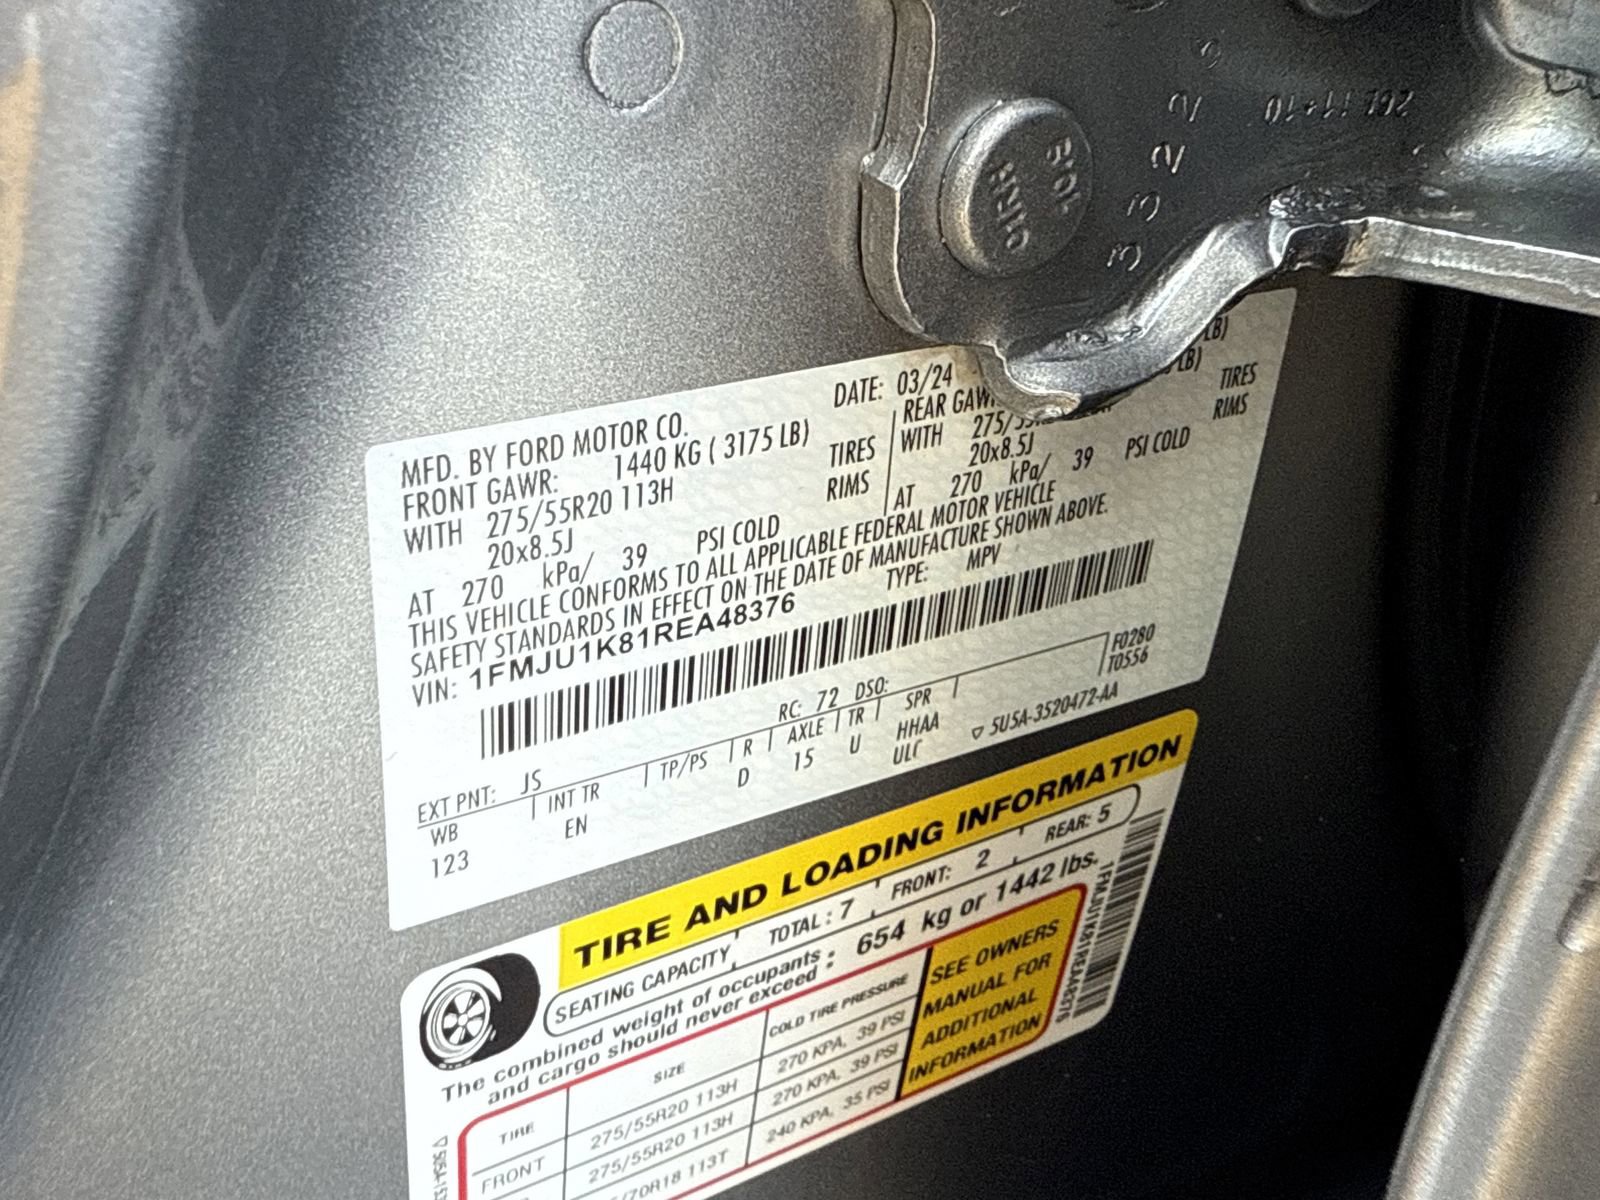 MFD. BY FORD MOTOR CO.
DATE: 03/24
FRONT GAWR: 1440 KG ( 3175 LB)
WITH 275/55R20 113H TIRES
20x8.5J RIMS
AT 270 kPa/ 39 PSI COLD
LB)
LB)
REAR GAWR
WITH 275/55R TIRES
20x8.5J RIMS
AT 270 kPa/ 39 PSI COLD
THIS VEHICLE CONFORMS TO ALL APPLICABLE FEDERAL MOTOR VEHICLE
SAFETY STANDARDS IN EFFECT ON THE DATE OF MANUFACTURE SHOWN ABOVE.
VIN: 1FMJU1K81REA48376
TYPE: MPV
F0280
T0556
EXT PNT: JS
RC: 72 DSO:
WB | INT TR | TP/PS | R | AXLE | TR | SPR |
123 EN D 15 U HHAA
ULC
▽ 5U5A-3520472-AA
TIRE AND LOADING INFORMATION
SEATING CAPACITY TOTAL: 7 FRONT: 2 REAR: 5
The combined weight of occupants
and cargo should never exceed : 654 kg or 1442 lbs.
TIRE SIZE COLD TIRE PRESSURE
FRONT 275/55R20 113H 270 KPA, 39 PSI
275/55R20 113H 270 KPA, 39 PSI
/70R18 113T 240 KPA, 35 PSI
SEE OWNERS
MANUAL FOR
ADDITIONAL
INFORMATION
1FMJU1K81REA48376